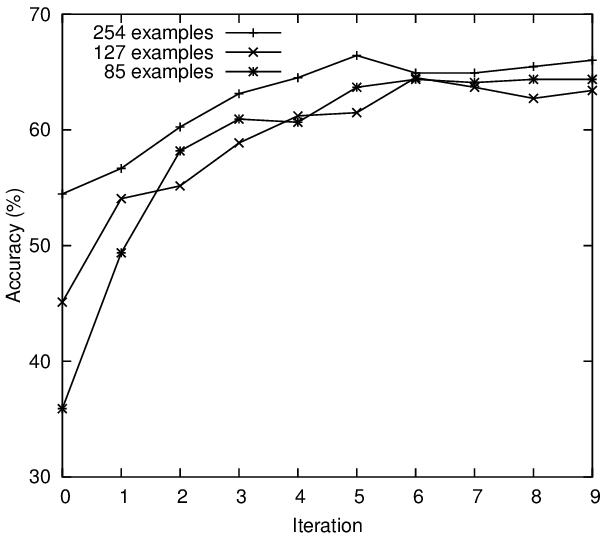 70
60
50
40
30
Accuracy (%)
254 examples
127 examples
85 examples
0 1 2 3 4 5 6 7 8 9
Iteration